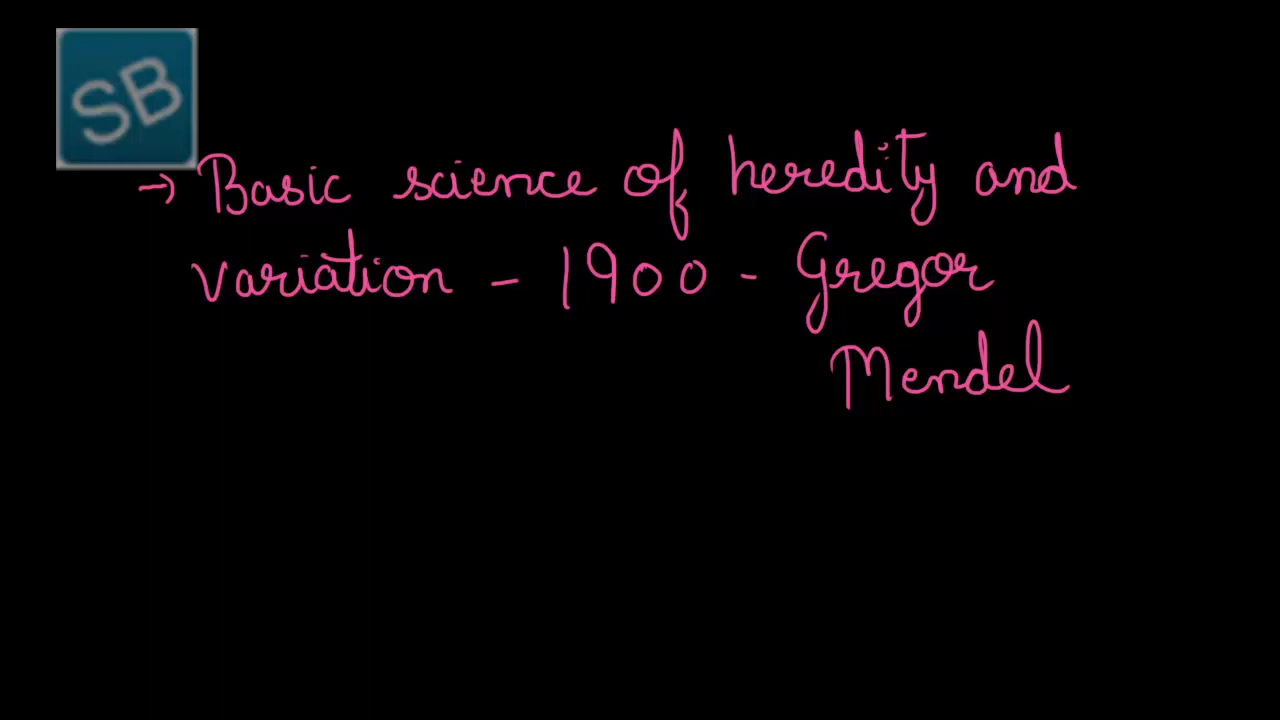 SB
→ Basic science of heredity and
variation - 1900 - Gregor
Mendel